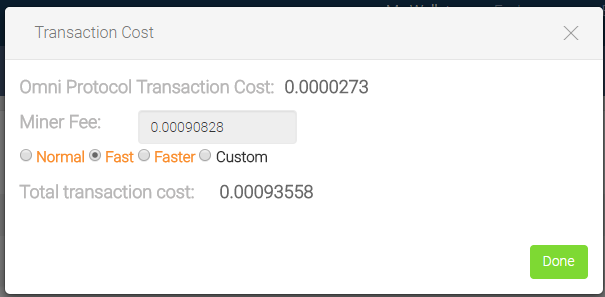 Transaction Cost
Omni Protocol Transaction Cost: 0.0000273
Miner Fee: 0.00090828
Normal Fast Faster Custom
Total transaction cost: 0.00093558
Done